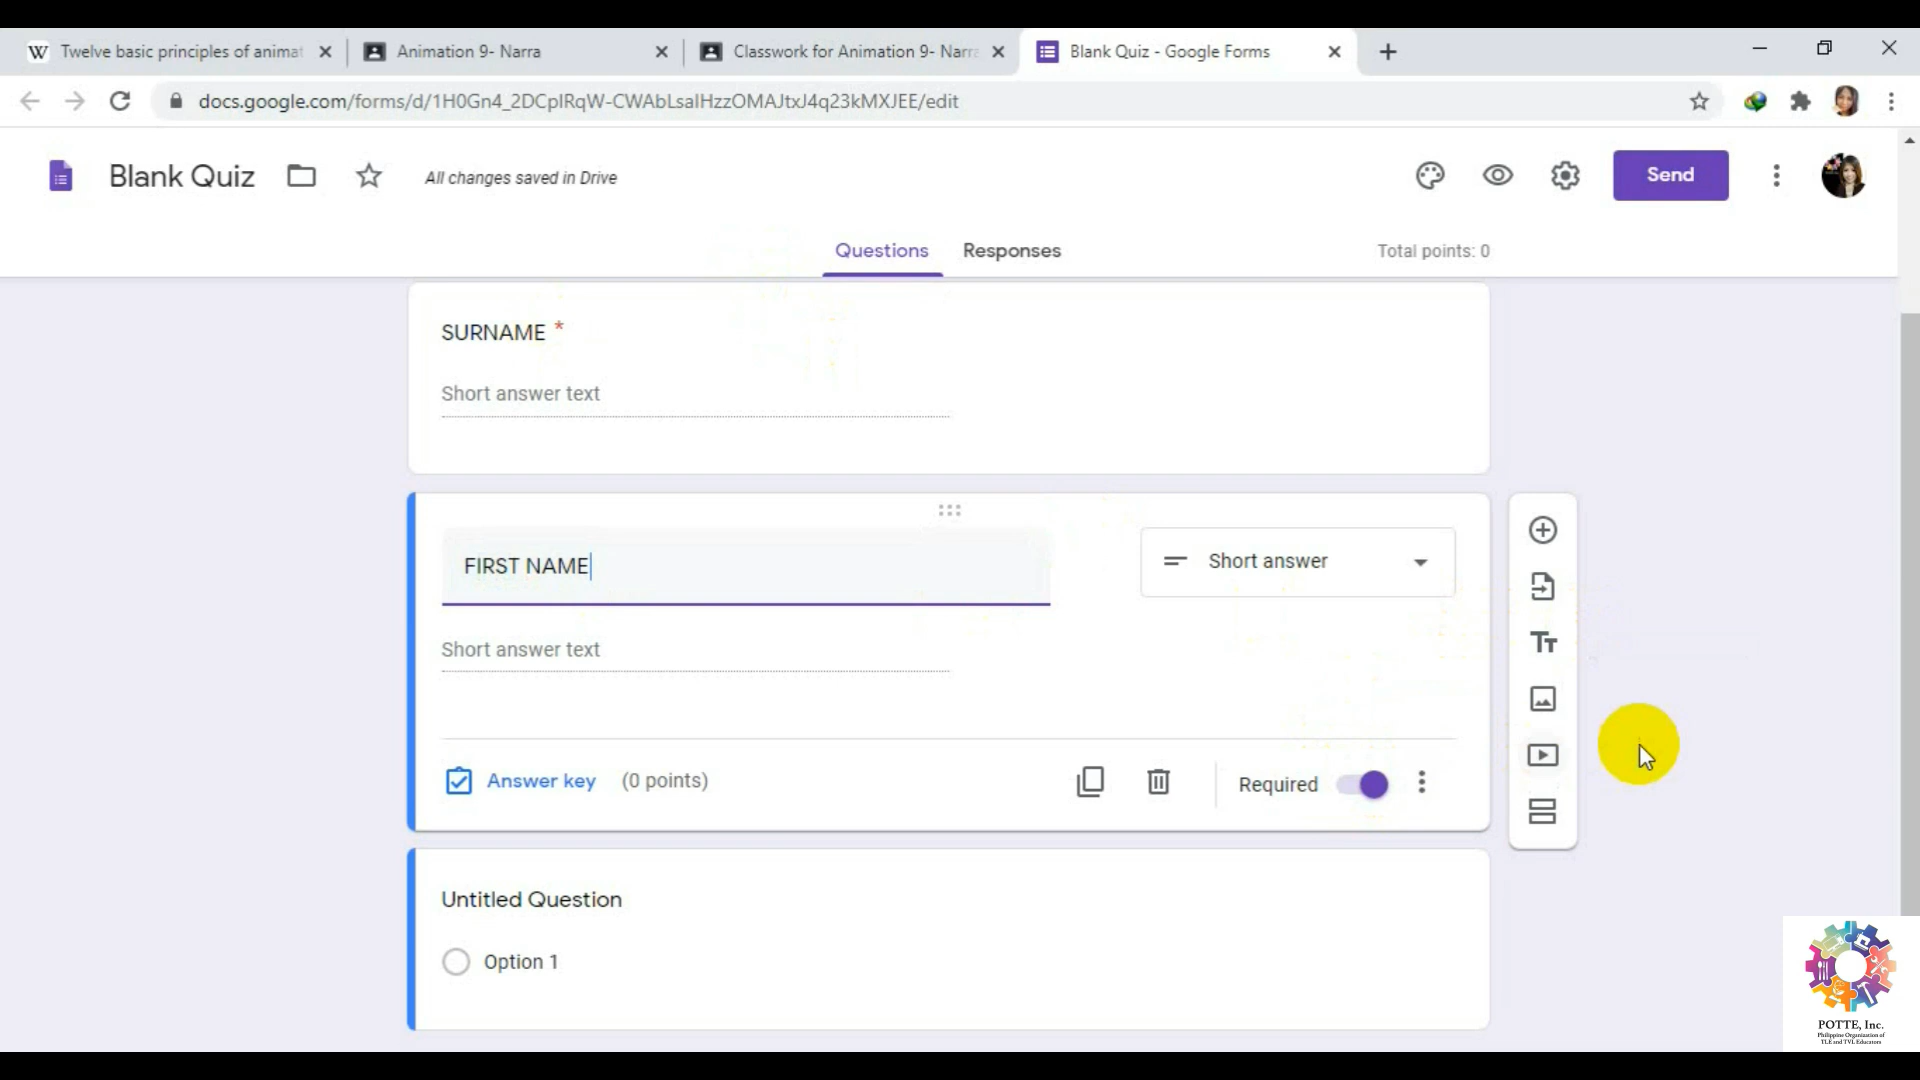 Twelve basic principles of animat
Animation 9- Narra
Classwork for Animation 9- Narra
Blank Quiz - Google Forms
docs.google.com/forms/d/1H0Gn4_2DCpIRqW-CWAbLsaIHzzOMAJtxJ4q23kMXJEE/edit
Blank Quiz
All changes saved in Drive
Send
Questions
Responses
Total points: 0
SURNAME *
Short answer text
FIRST NAME
Short answer
Short answer text
Answer key
(0 points)
Required
Untitled Question
Option 1
POTTE, Inc.
Philippine Organization of
TLE and TVL Educators